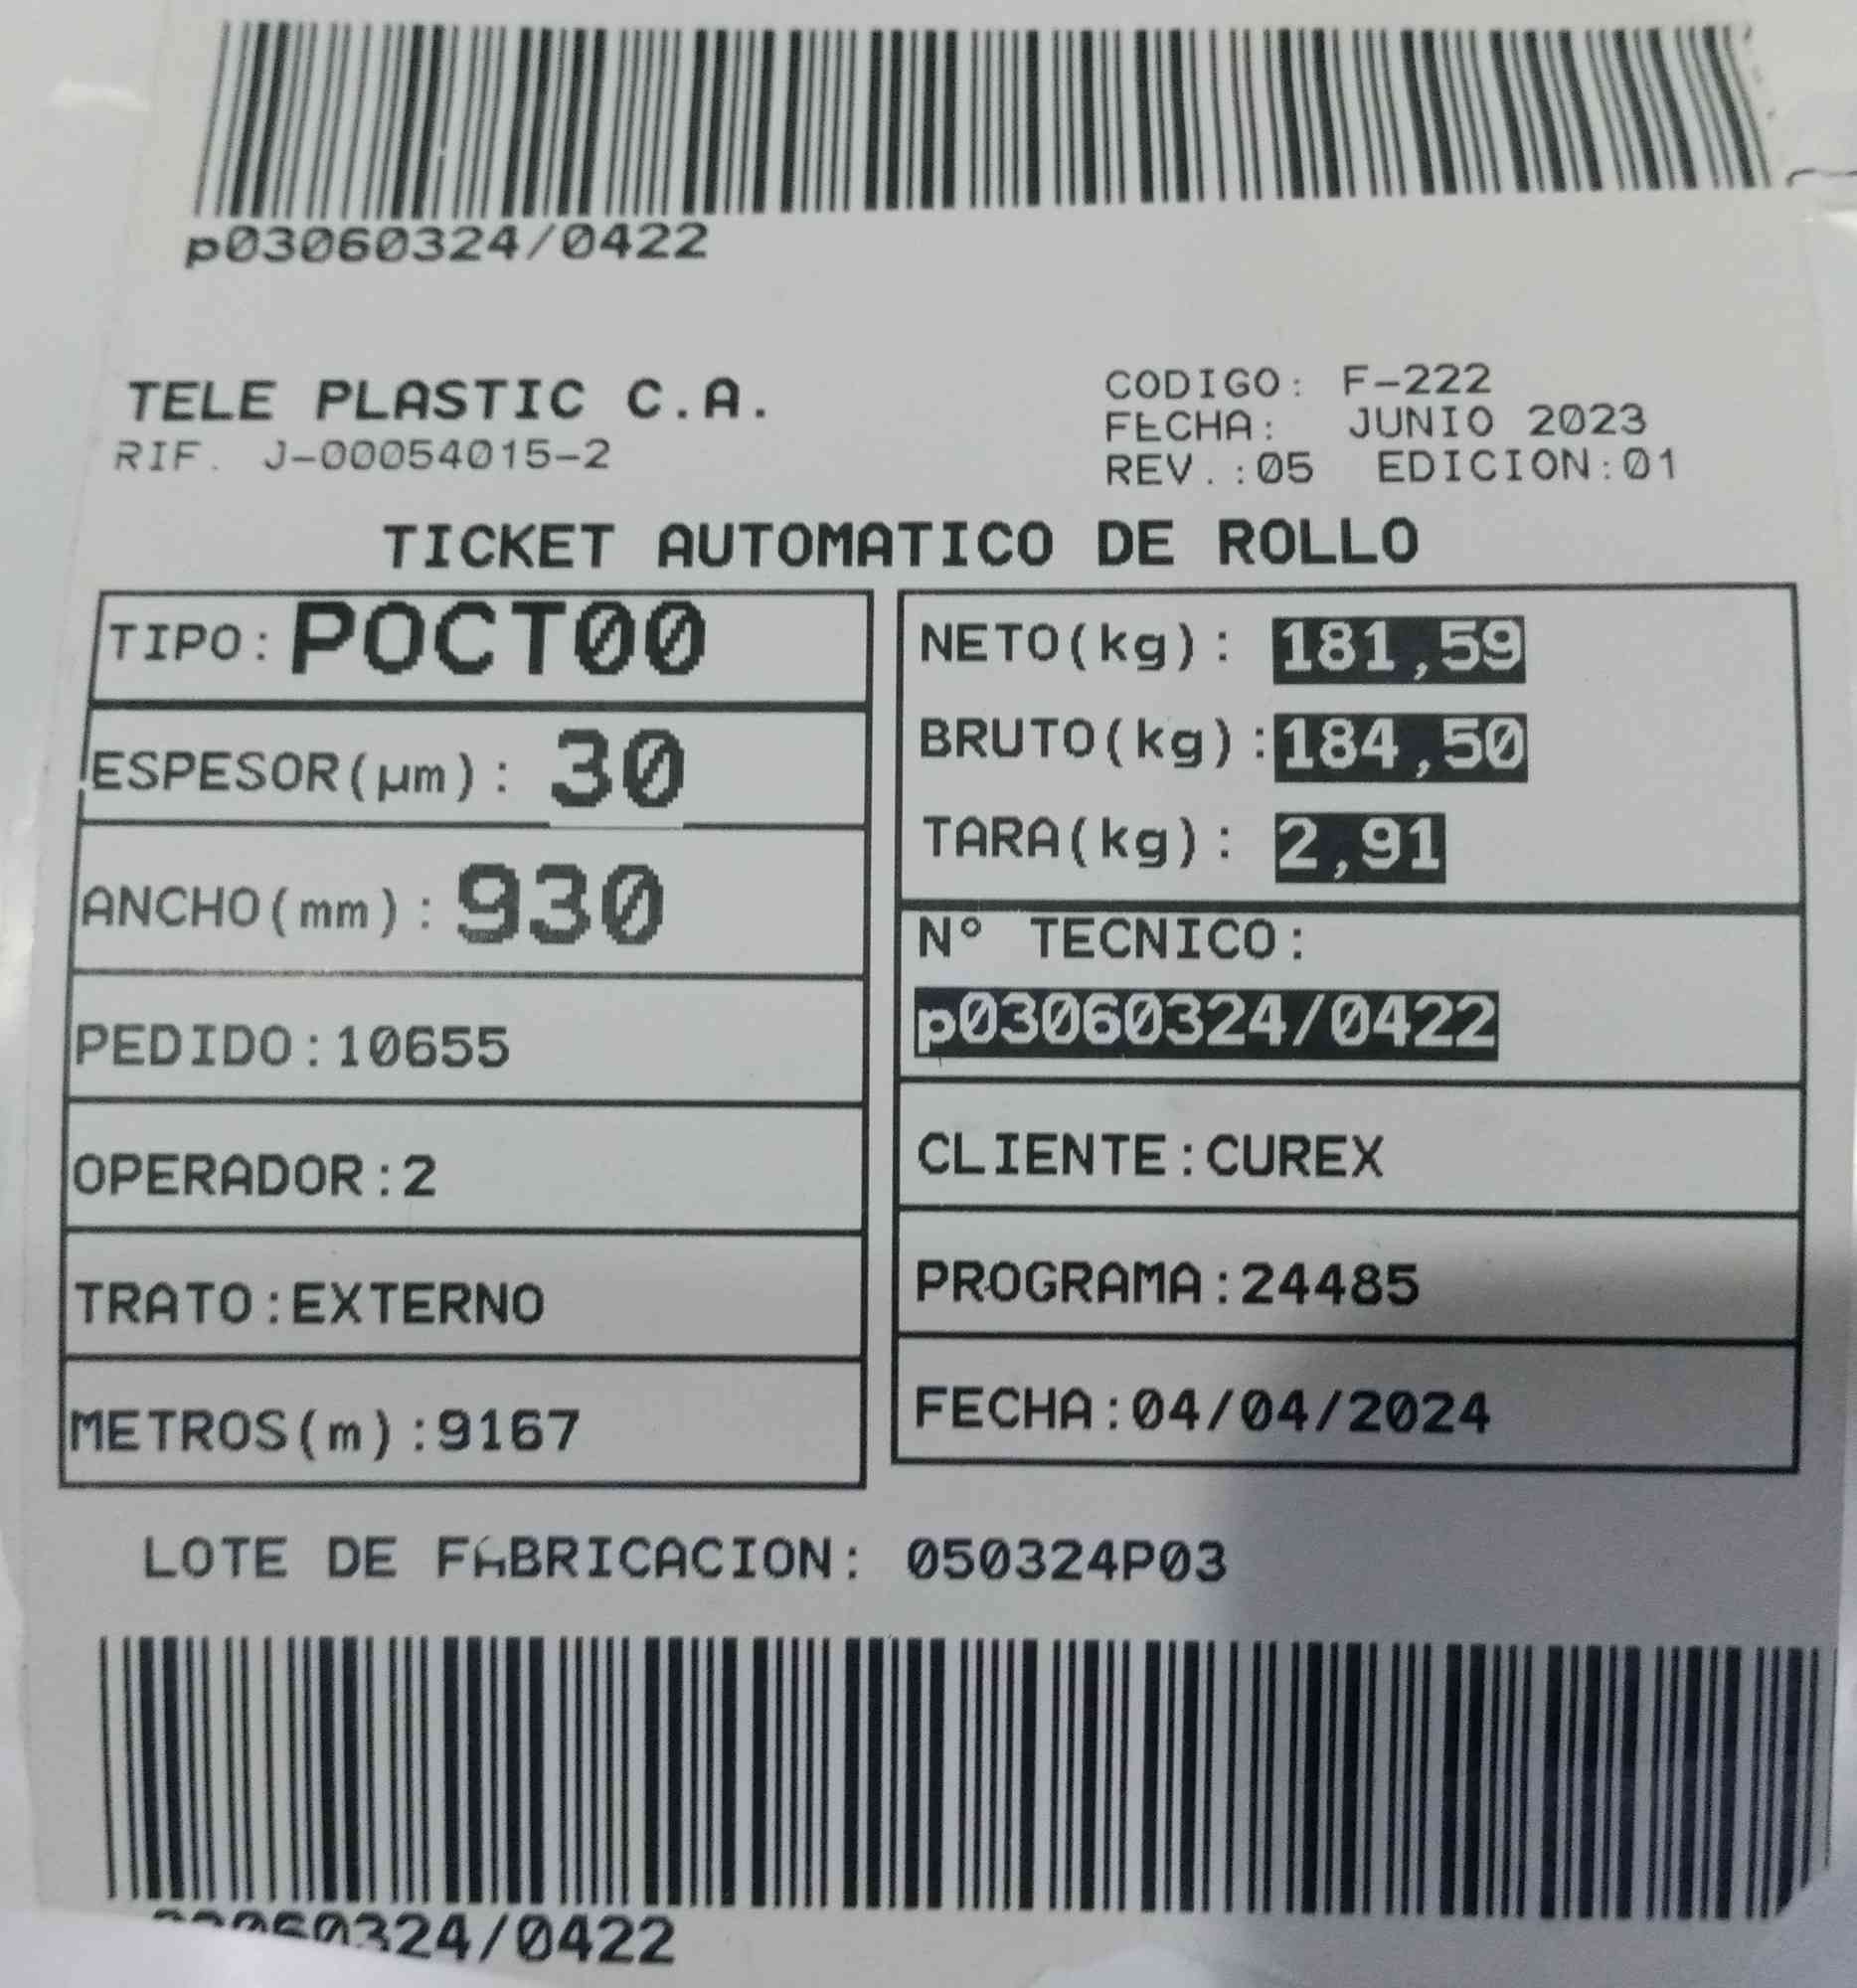 p03060324/0422
TELE PLASTIC C.A.
RIF. J-00054015-2
CODIGO: F-222
FECHA: JUNIO 2023
REV.:05 EDICION:01
TICKET AUTOMATICO DE ROLLO
TIPO:POCT00
ESPESOR(µm): 30
ANCHO(mm):930
PEDIDO:10655
OPERADOR:2
TRATO:EXTERNO
METROS(m):9167
NETO(kg): 181,59
BRUTO(kg):184,50
TARA(kg): 2,91
N° TECNICO:
p03060324/0422
CLIENTE:CUREX
PROGRAMA:24485
FECHA:04/04/2024
LOTE DE FABRICACION: 050324P03
03060324/0422